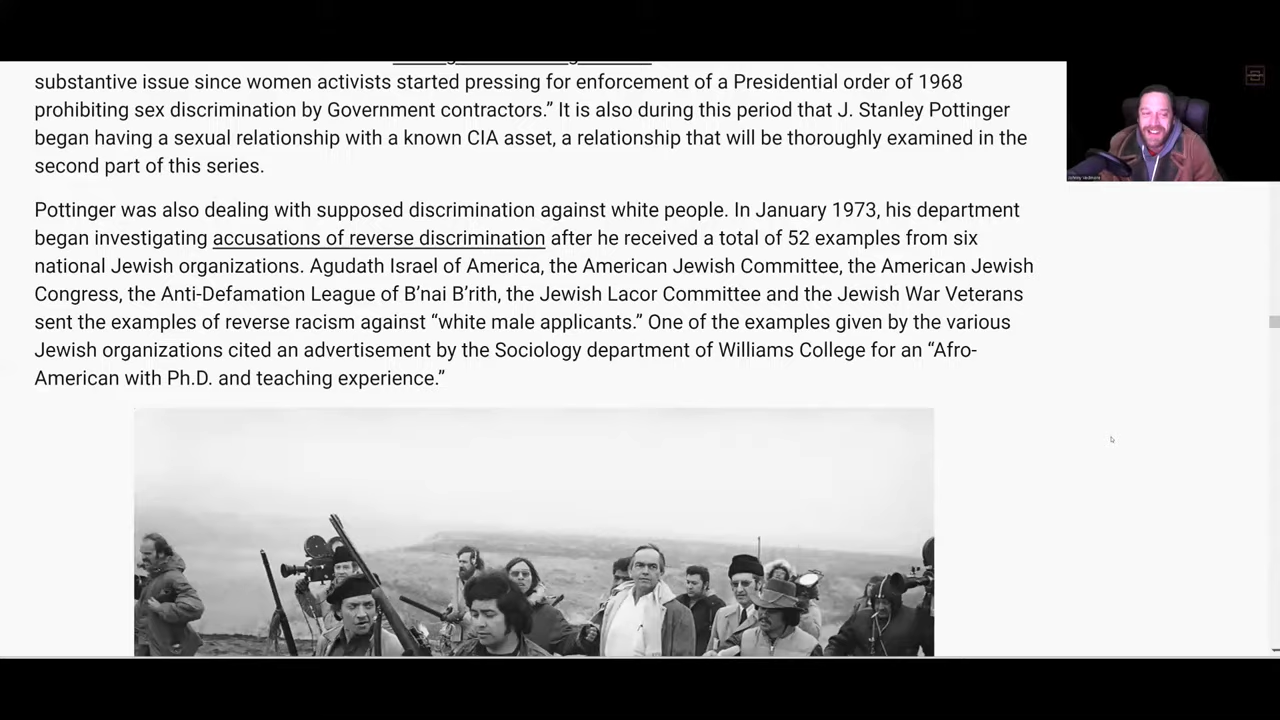 substantive issue since women activists started pressing for enforcement of a Presidential order of 1968
prohibiting sex discrimination by Government contractors.” It is also during this period that J. Stanley Pottinger
began having a sexual relationship with a known CIA asset, a relationship that will be thoroughly examined in the
second part of this series.
Pottinger was also dealing with supposed discrimination against white people. In January 1973, his department
began investigating accusations of reverse discrimination after he received a total of 52 examples from six
national Jewish organizations. Agudath Israel of America, the American Jewish Committee, the American Jewish
Congress, the Anti-Defamation League of B’nai B’rith, the Jewish Lacor Committee and the Jewish War Veterans
sent the examples of reverse racism against “white male applicants.” One of the examples given by the various
Jewish organizations cited an advertisement by the Sociology department of Williams College for an “Afro-
American with Ph.D. and teaching experience.”